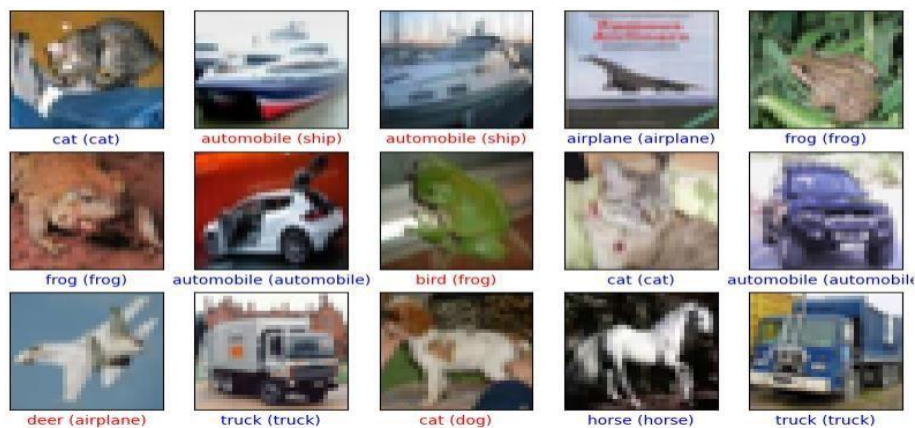 cat (cat)
automobile (ship)
automobile (ship)
airplane (airplane)
frog (frog)
frog (frog)
automobile (automobile)
bird (frog)
cat (cat)
automobile (automobile
deer (airplane)
truck (truck)
cat (dog)
horse (horse)
truck (truck)